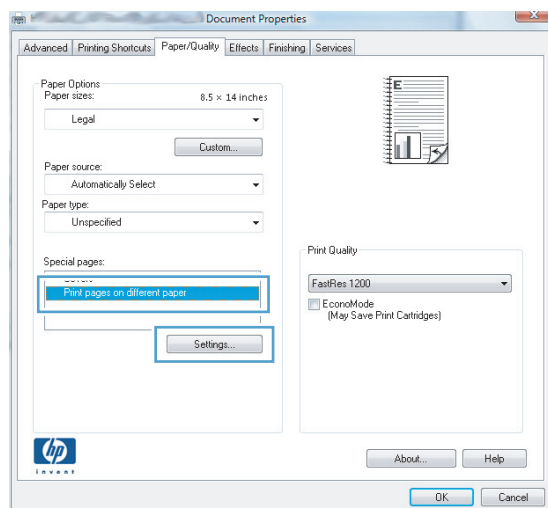 Document Properties
Advanced Printing Shortcuts Paper/Quality Effects Finishing Services
Paper Options
Paper sizes: 8.5 × 14 inches
Legal
Custom...
Paper source:
Automatically Select
Paper type:
Unspecified
Special pages:
Print pages on different paper
Settings...
E
Print Quality
FastRes 1200
EconoMode
(May Save Print Cartridges)
hp
invent
About... Help
OK Cancel